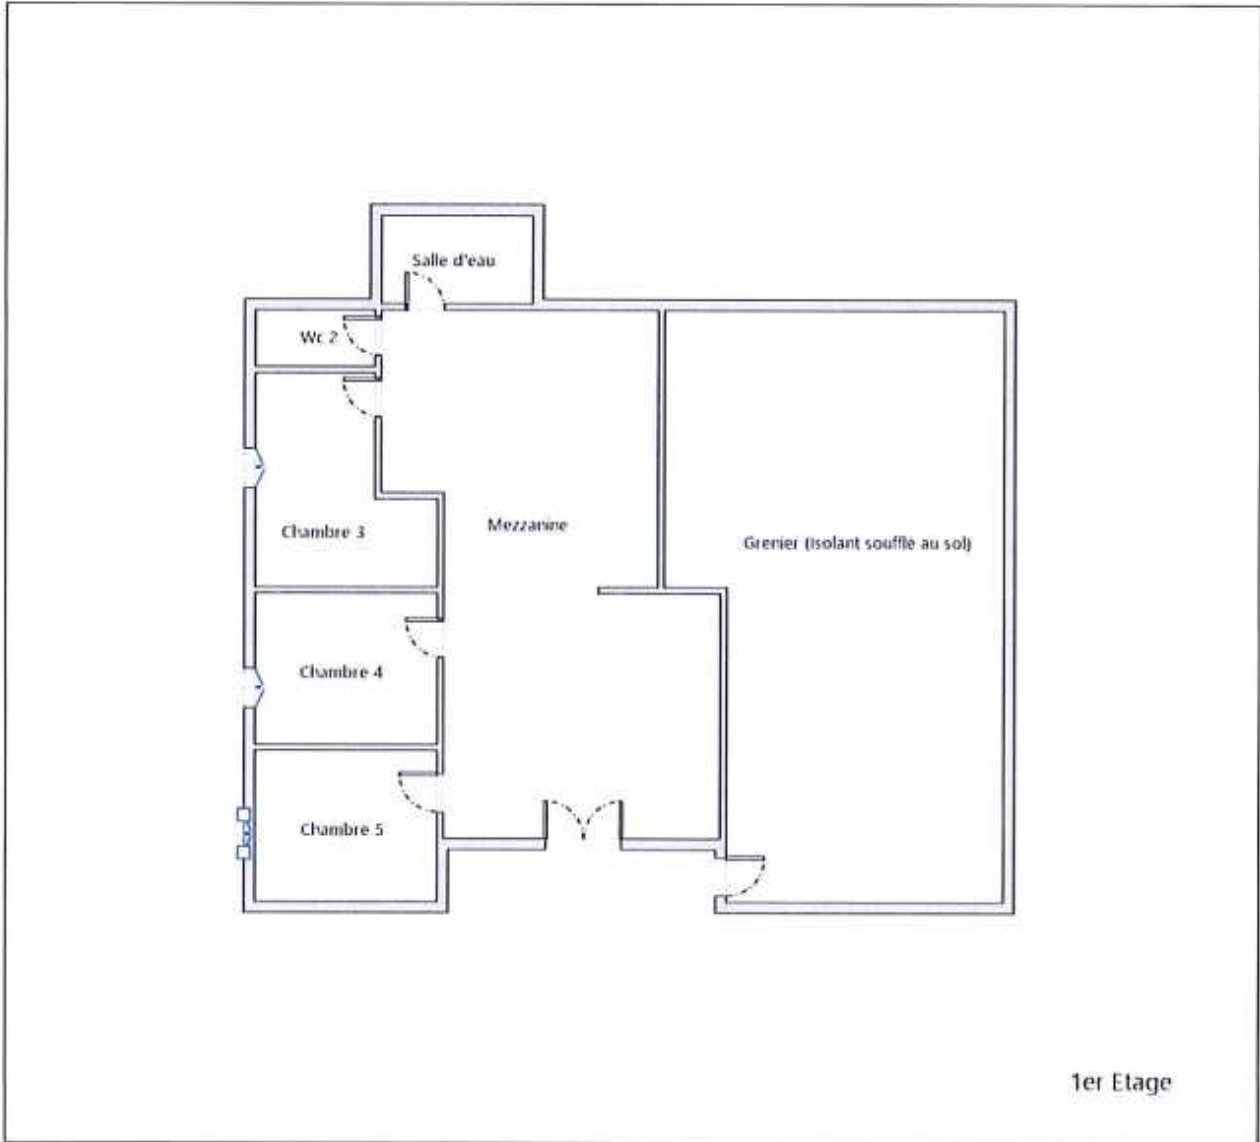 Salle d'eau
Wc 2
Chambre 3
Mezzanine
Grenier (Isolant soufflé au sol)
Chambre 4
Chambre 5
1er Etage